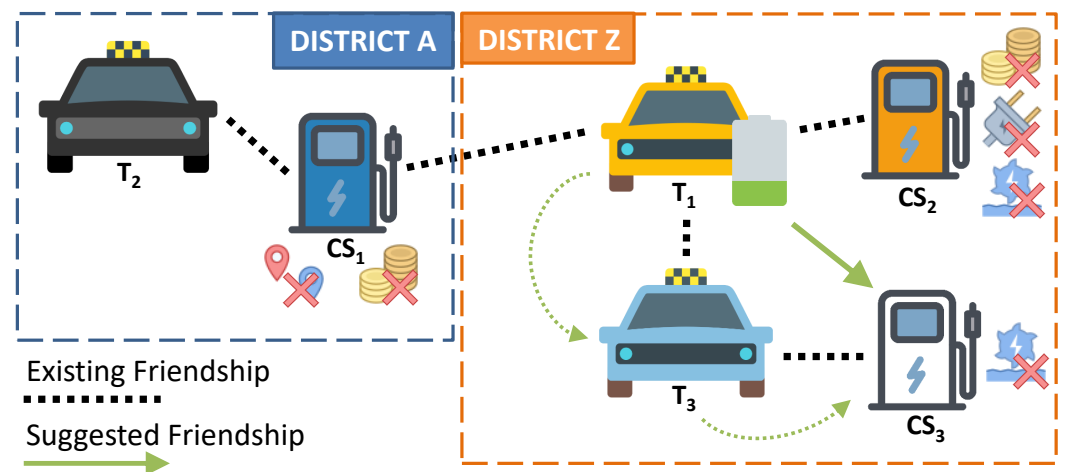 DISTRICT A
DISTRICT Z
T₂
CS₁
T₁
CS₂
T₃
CS₃
Existing Friendship
Suggested Friendship